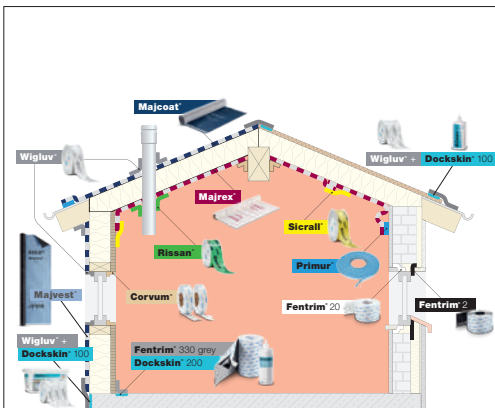 Majcoat®
Wigluv®
Wigluv® + Dockskin® 100
Majrex®
Sicrall®
Rissan®
Primur®
Majvest®
Corvum®
Fentrim® 20
Fentrim® 2
Wigluv® +
Dockskin® 100
Fentrim® 330 grey
Dockskin® 200